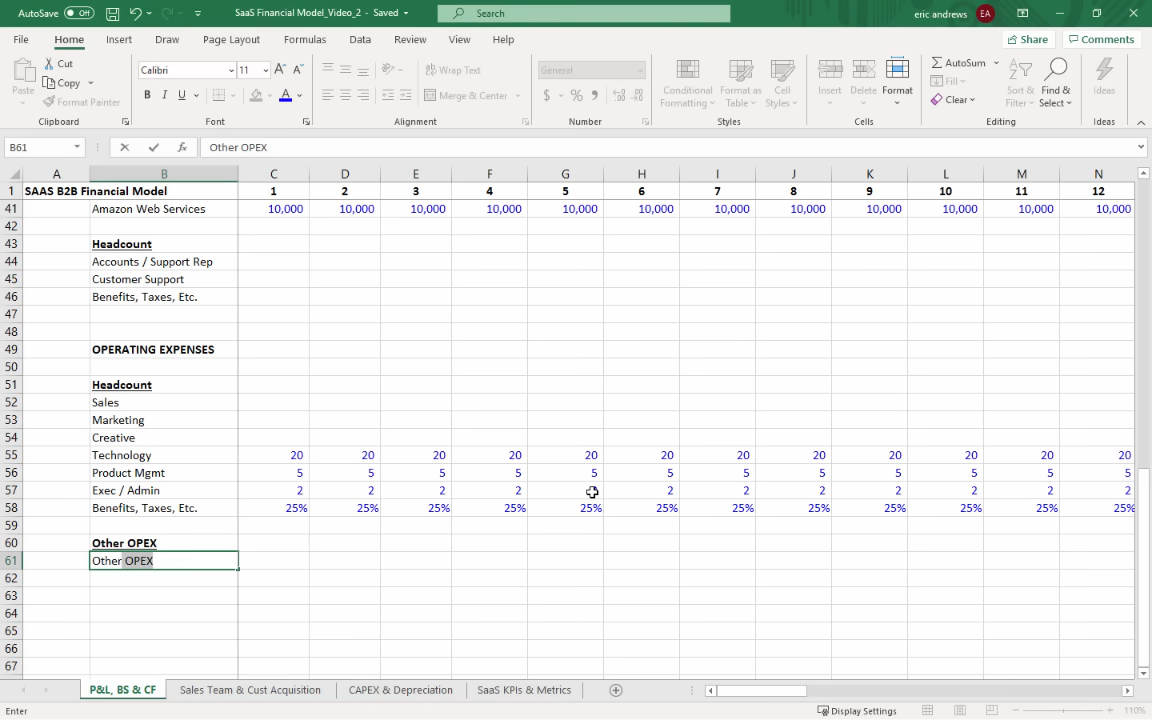 AutoSave Off SaaS Financial Model_Video_2 - Saved Search eric andrews EA
File Home Insert Draw Page Layout Formulas Data Review View Help Share Comments
Paste Cut Copy Format Painter Clipboard
Calibri 11 B I U A Font
Wrap Text Merge & Center Alignment
General $ % Number
Conditional Formatting Format as Table Cell Styles Styles
Insert Delete Format Cells
AutoSum Fill Clear Sort & Filter Find & Select Editing
Ideas Ideas
B61 fx Other OPEX
A B C D E F G H I J K L M N
1 SAAS B2B Financial Model 1 2 3 4 5 6 7 8 9 10 11 12
41 Amazon Web Services 10,000 10,000 10,000 10,000 10,000 10,000 10,000 10,000 10,000 10,000 10,000 10,000
42
43 Headcount
44 Accounts / Support Rep
45 Customer Support
46 Benefits, Taxes, Etc.
47
48
49 OPERATING EXPENSES
50
51 Headcount
52 Sales
53 Marketing
54 Creative
55 Technology 20 20 20 20 20 20 20 20 20 20 20 20
56 Product Mgmt 5 5 5 5 5 5 5 5 5 5 5 5
57 Exec / Admin 2 2 2 2 2 2 2 2 2 2 2
58 Benefits, Taxes, Etc. 25% 25% 25% 25% 25% 25% 25% 25% 25% 25% 25% 25%
59
60 Other OPEX
61 Other OPEX
62
63
64
65
66
67
P&L, BS & CF Sales Team & Cust Acquisition CAPEX & Depreciation SaaS KPIs & Metrics
Enter Display Settings 110%